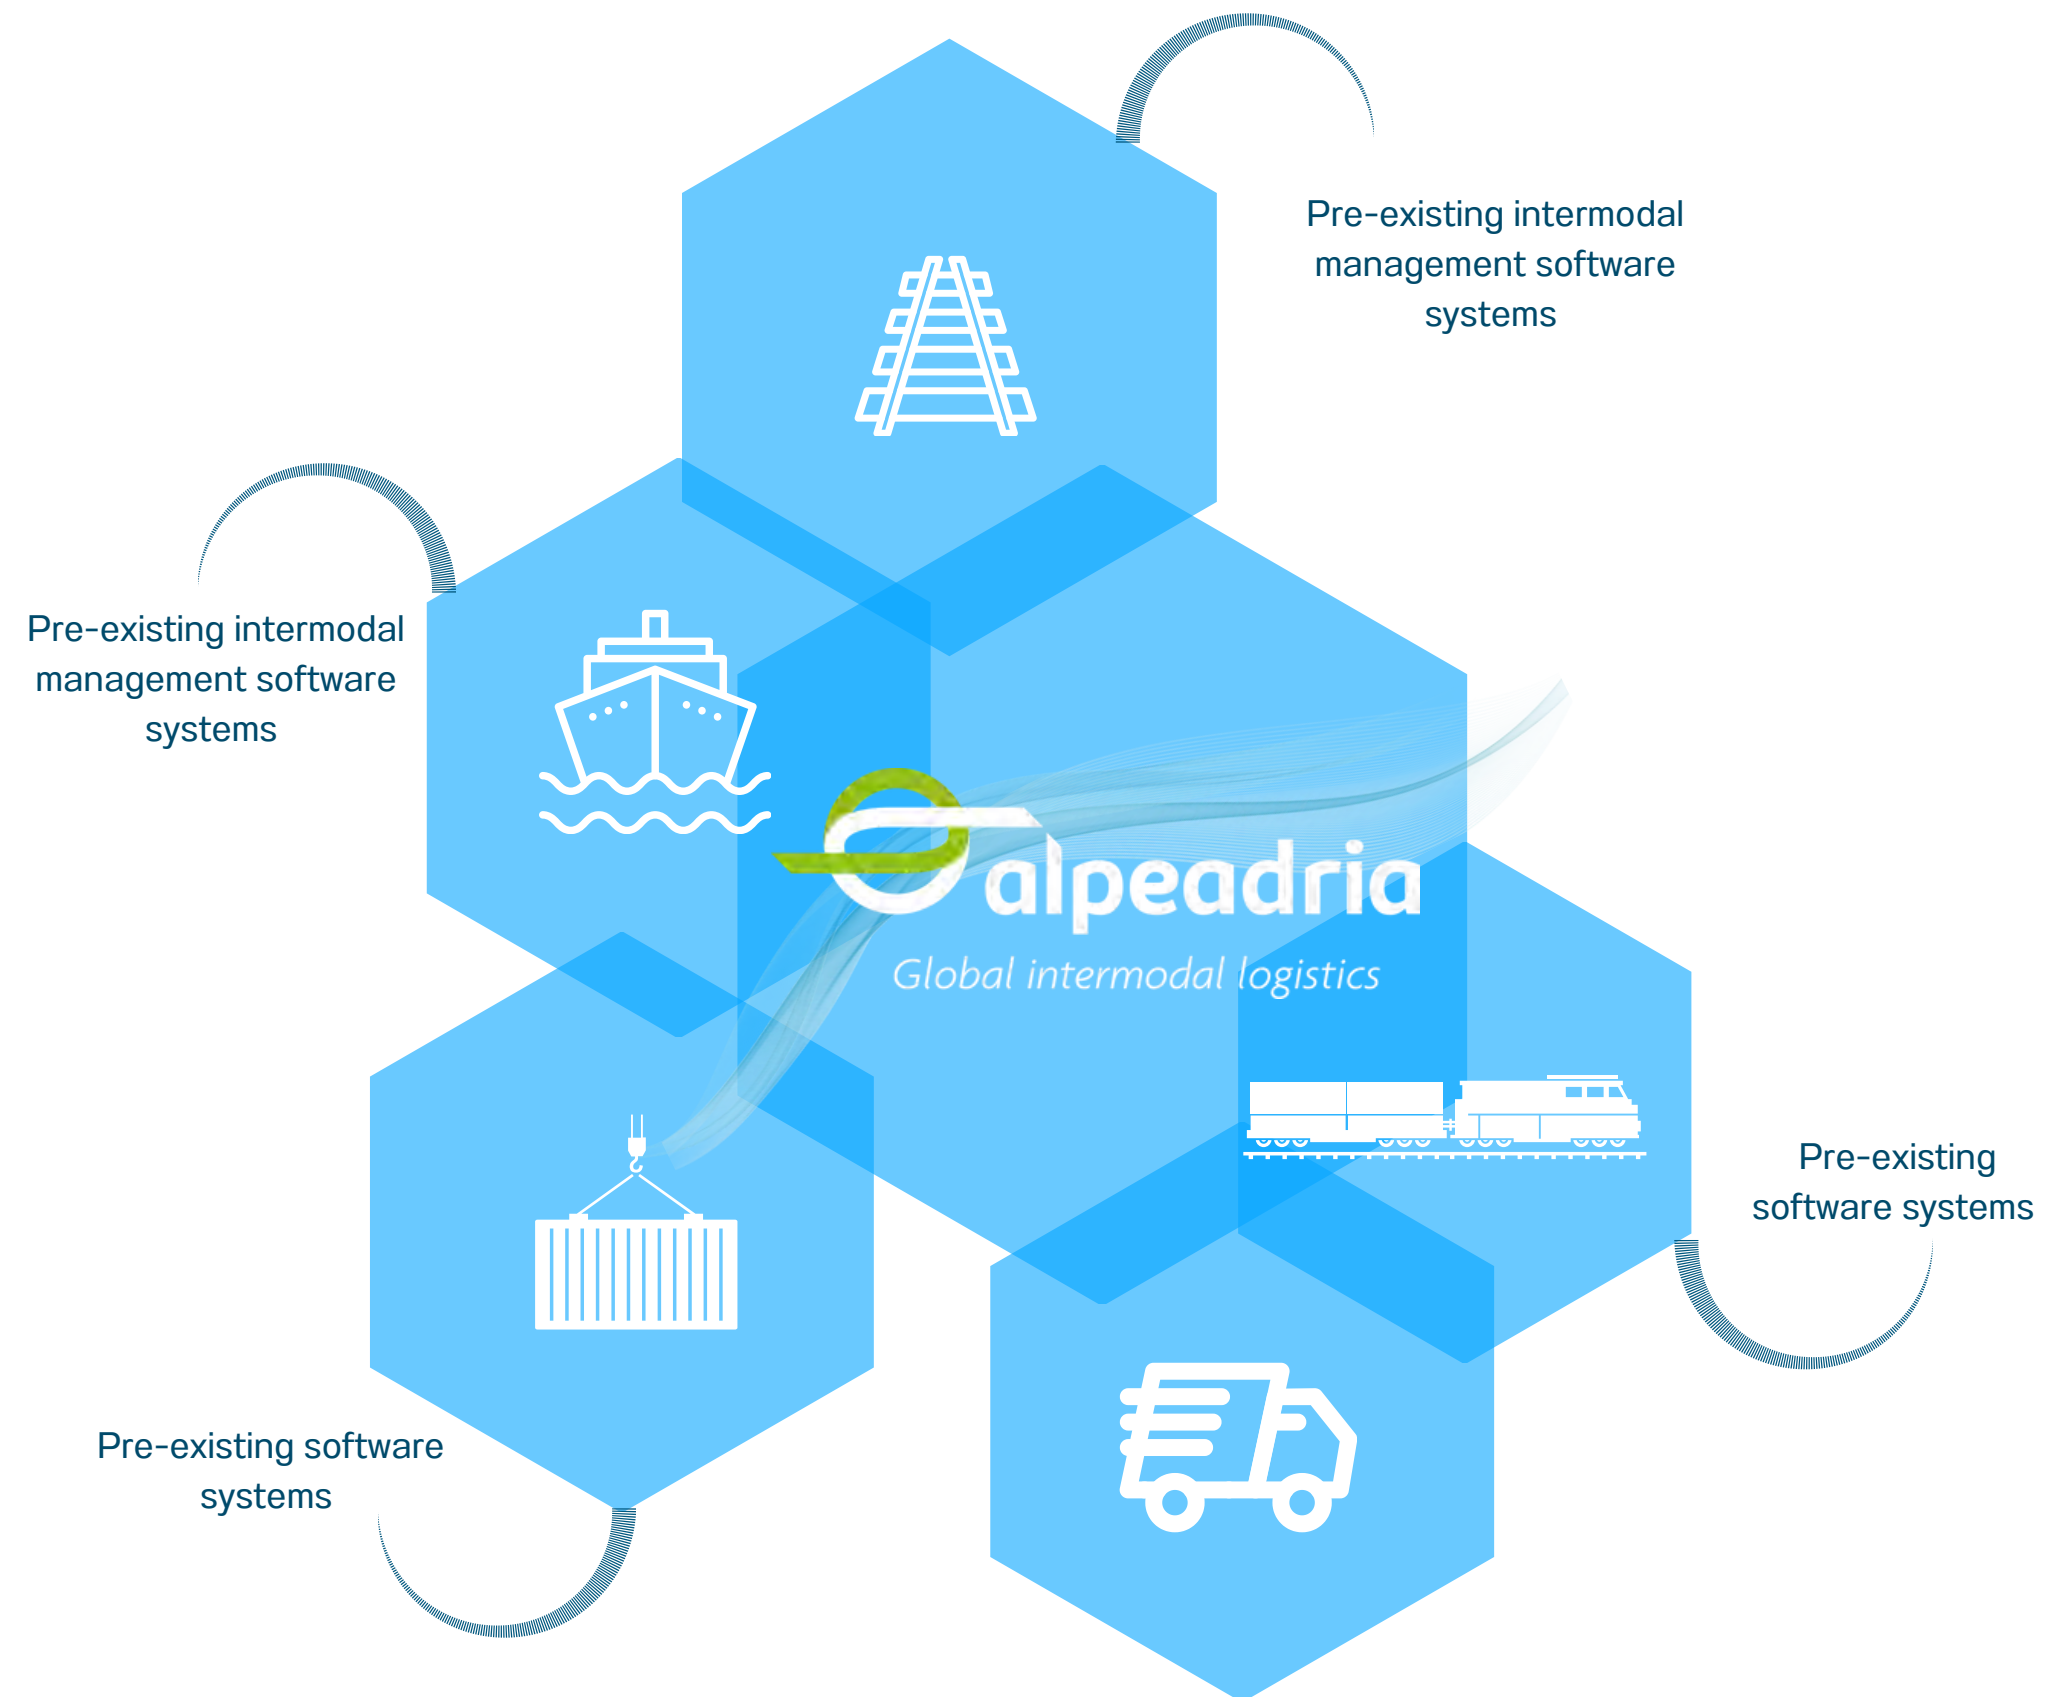 Pre-existing intermodal
management software
systems
Pre-existing intermodal
management software
systems
alpeadria
Global intermodal logistics
Pre-existing
software systems
Pre-existing software
systems